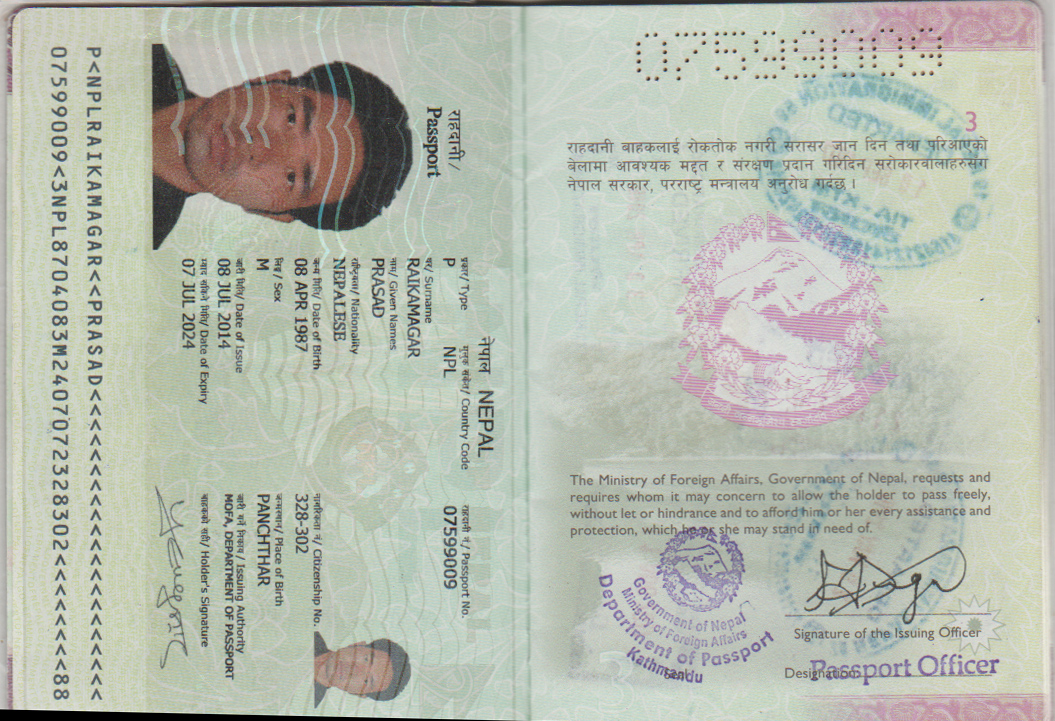 राहदानी /
Passport
नेपाल NEPAL
प्रकार/ Type
P
मुलुक संकेत/ Country Code
NPL
राहदानी नं/ Passport No.
07599009
थर/ Surname
RAIKAMAGAR
नाम/ Given Names
PRASAD
राष्ट्रियता/ Nationality
NEPALESE
जन्म मिति/ Date of Birth
08 APR 1987
नागरिकता नं/ Citizenship No.
328-302
लिङ्ग/ Sex
M
जन्मस्थान/ Place of Birth
PANCHTHAR
जारी मिति/ Date of Issue
08 JUL 2014
जारी गर्ने निकाय/ Issuing Authority
MOFA, DEPARTMENT OF PASSPORT
Date of Expiry
07 JUL 2024
बाहकको सही/ Holder's Signature
P<NPLRAIKAMAGAR<<PRASAD<<<<<<<<<<<<<<<<<<<<<
07599009<3NPL8704083M2407072328302<<<<<<<<88
07599009
3
राहदानी बाहकलाई रोकतोक नगरी सरासर जान दिन तथा परिआएको
बेलामा आवश्यक मद्दत र संरक्षण प्रदान गरिदिन सरोकारवालाहरुसंग
नेपाल सरकार, परराष्ट्र मन्त्रालय अनुरोध गर्दछ ।
The Ministry of Foreign Affairs, Government of Nepal, requests and
requires whom it may concern to allow the holder to pass freely,
without let or hindrance and to afford him or her every assistance and
protection, which he or she may stand in need of.
Government of Nepal
Ministry of Foreign Affairs
Department of Passport
Kathmandu
Signature of the Issuing Officer
Designation
Passport Officer